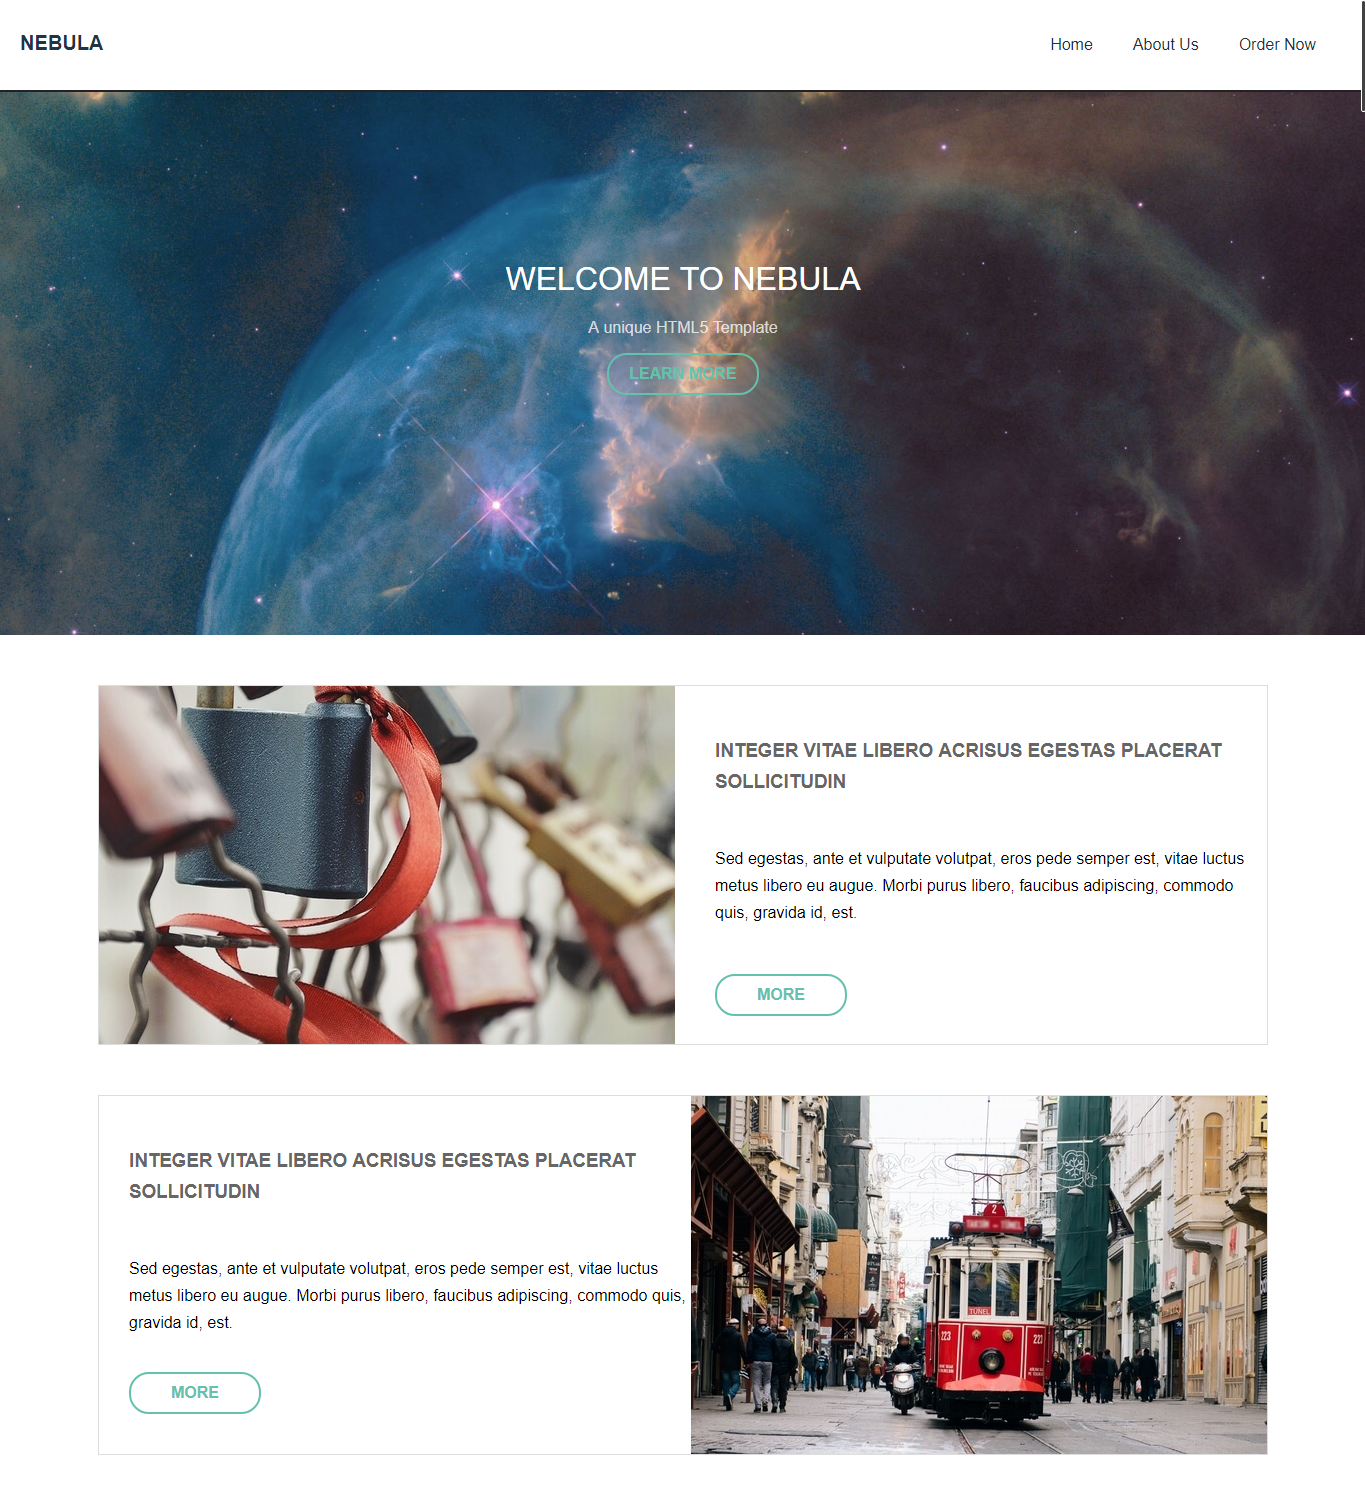 NEBULA
Home About Us Order Now
WELCOME TO NEBULA
A unique HTML5 Template
LEARN MORE
INTEGER VITAE LIBERO ACRISUS EGESTAS PLACERAT
SOLLICITUDIN
Sed egestas, ante et vulputate volutpat, eros pede semper est, vitae luctus
metus libero eu augue. Morbi purus libero, faucibus adipiscing, commodo
quis, gravida id, est.
MORE
INTEGER VITAE LIBERO ACRISUS EGESTAS PLACERAT
SOLLICITUDIN
Sed egestas, ante et vulputate volutpat, eros pede semper est, vitae luctus
metus libero eu augue. Morbi purus libero, faucibus adipiscing, commodo quis,
gravida id, est.
MORE
2
TÜNEL
223 223